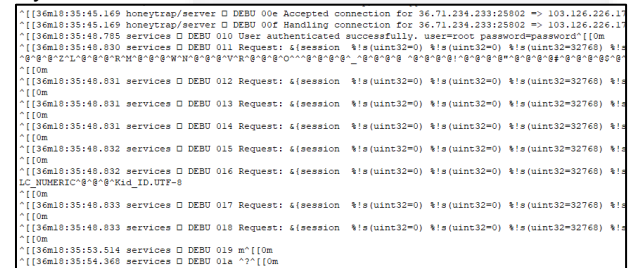 ^[[36m18:35:45.169 honeytrap/server □ DEBU 00e Accepted connection for 36.71.234.233:25802 => 103.126.226.17
^[[36m18:35:45.169 honeytrap/server □ DEBU 00f Handling connection for 36.71.234.233:25802 => 103.126.226.17
^[[36m18:35:48.785 services □ DEBU 010 User authenticated successfully. user=root password=password^[[0m
^[[36m18:35:48.830 services □ DEBU 011 Request: &{session %!s(uint32=0) %!s(uint32=0) %!s(uint32=32768) %!s
^[[0m
^[[36m18:35:48.831 services □ DEBU 012 Request: &{session %!s(uint32=0) %!s(uint32=0) %!s(uint32=32768) %!s
^[[0m
^[[36m18:35:48.831 services □ DEBU 013 Request: &{session %!s(uint32=0) %!s(uint32=0) %!s(uint32=32768) %!s
^[[0m
^[[36m18:35:48.831 services □ DEBU 014 Request: &{session %!s(uint32=0) %!s(uint32=0) %!s(uint32=32768) %!s
^[[0m
^[[36m18:35:48.832 services □ DEBU 015 Request: &{session %!s(uint32=0) %!s(uint32=0) %!s(uint32=32768) %!s
^[[0m
^[[36m18:35:48.832 services □ DEBU 016 Request: &{session %!s(uint32=0) %!s(uint32=0) %!s(uint32=32768) %!s
LC_NUMERIC^@^@^@^Kid_ID.UTF-8
^[[0m
^[[36m18:35:48.833 services □ DEBU 017 Request: &{session %!s(uint32=0) %!s(uint32=0) %!s(uint32=32768) %!s
^[[0m
^[[36m18:35:48.833 services □ DEBU 018 Request: &{session %!s(uint32=0) %!s(uint32=0) %!s(uint32=32768) %!s
^[[0m
^[[36m18:35:53.514 services □ DEBU 019 m^[[0m
^[[36m18:35:54.368 services □ DEBU 01a ^?^[[0m